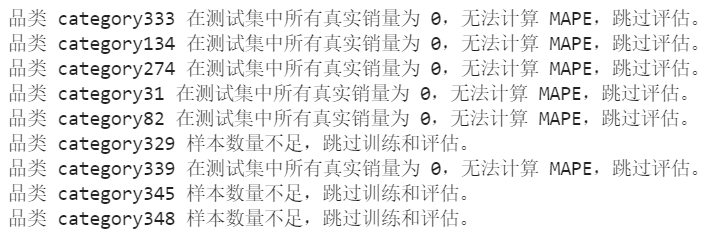 品类 category333 在测试集中所有真实销量为 0，无法计算 MAPE，跳过评估。
品类 category134 在测试集中所有真实销量为 0，无法计算 MAPE，跳过评估。
品类 category274 在测试集中所有真实销量为 0，无法计算 MAPE，跳过评估。
品类 category31 在测试集中所有真实销量为 0，无法计算 MAPE，跳过评估。
品类 category82 在测试集中所有真实销量为 0，无法计算 MAPE，跳过评估。
品类 category329 样本数量不足，跳过训练和评估。
品类 category339 在测试集中所有真实销量为 0，无法计算 MAPE，跳过评估。
品类 category345 样本数量不足，跳过训练和评估。
品类 category348 样本数量不足，跳过训练和评估。